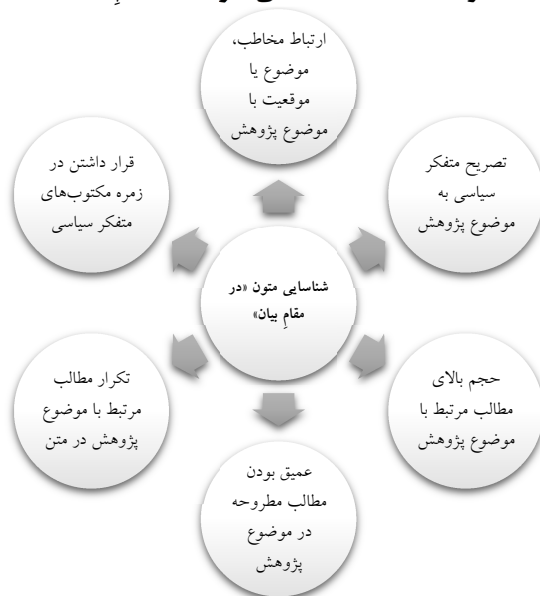 ارتباط مخاطب،
موضوع یا
موقعیت با
موضوع پژوهش
تصریح متفکر
سیاسی به
موضوع پژوهش
حجم بالای
مطالب مرتبط با
موضوع پژوهش
عمیق بودن
مطالب مطروحه
در موضوع
پژوهش
تکرار مطالب
مرتبط با موضوع
پژوهش در متن
قرار داشتن در
زمره مکتوب‌های
متفکر سیاسی
شناسایی متون «در
مقامِ بیان»